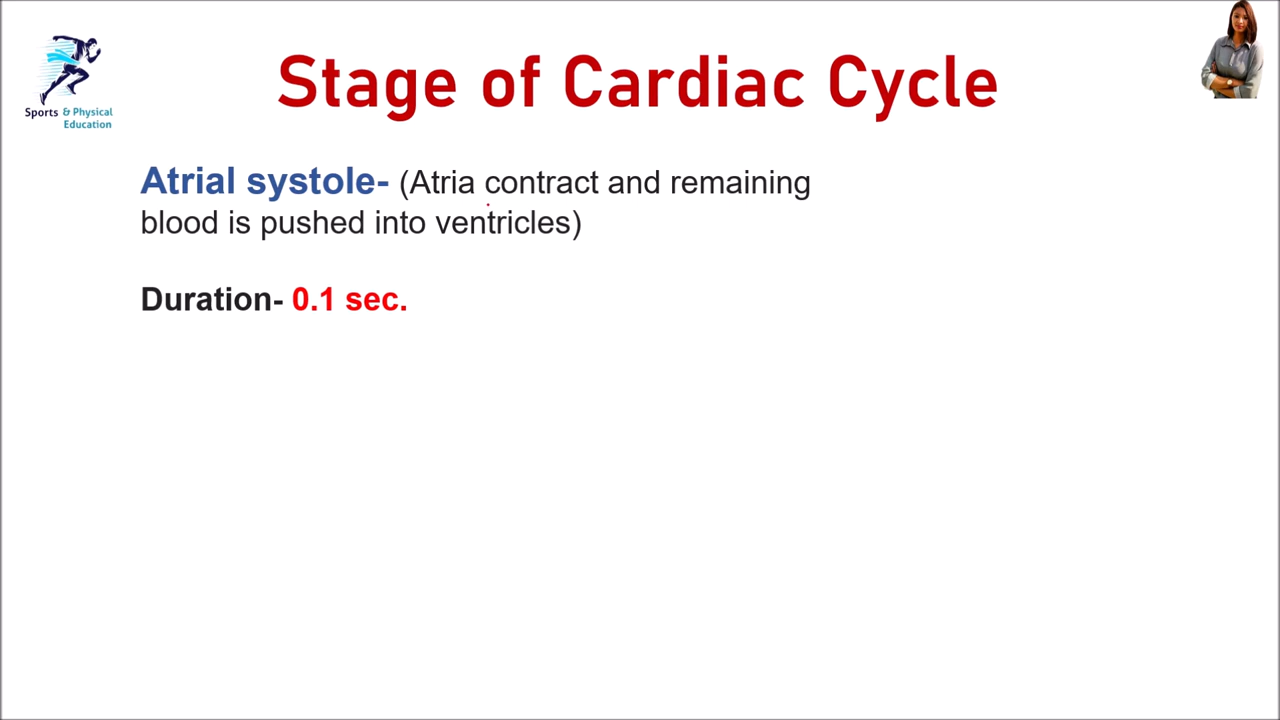 Stage of Cardiac Cycle
Sports & Physical
Education
Atrial systole- (Atria contract and remaining
blood is pushed into ventricles)
Duration- 0.1 sec.